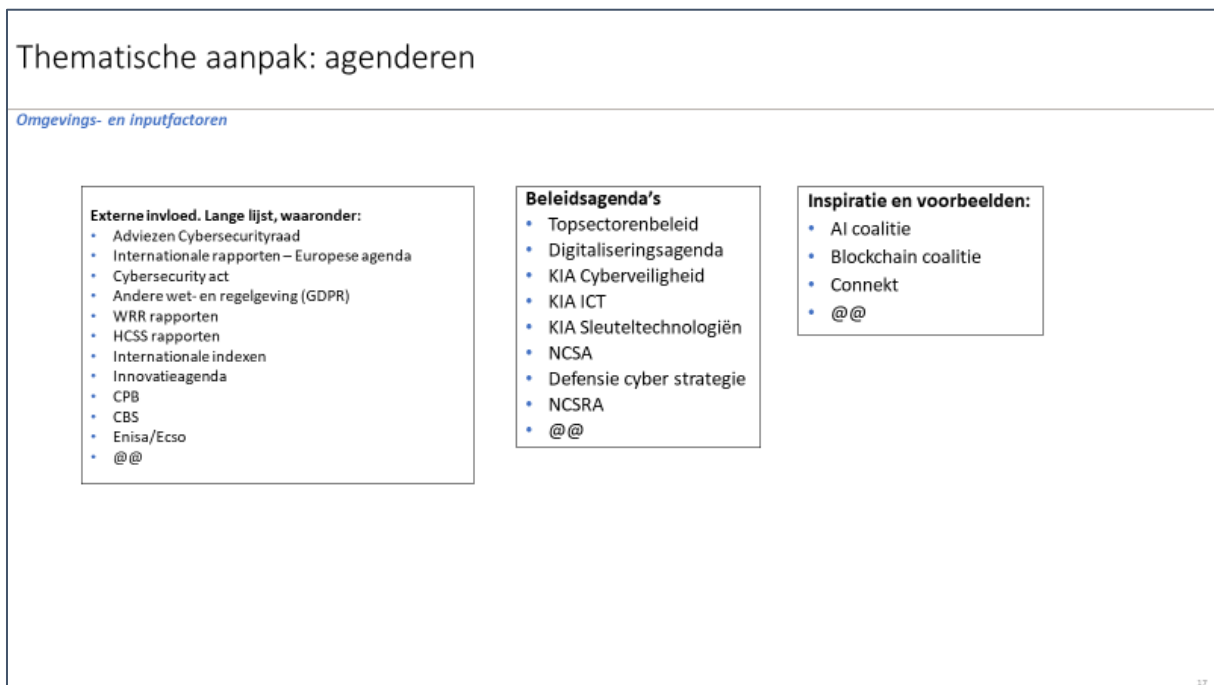 Thematische aanpak: agenderen
Omgevings- en inputfactoren
Externe invloed. Lange lijst, waaronder:
• Adviezen Cybersecurityraad
• Internationale rapporten – Europese agenda
• Cybersecurity act
• Andere wet- en regelgeving (GDPR)
• WRR rapporten
• HCSS rapporten
• Internationale indexen
• Innovatieagenda
• CPB
• CBS
• Enisa/Ecso
• @@
Beleidsagenda's
• Topsectorenbeleid
• Digitaliseringsagenda
• KIA Cyberveiligheid
• KIA ICT
• KIA Sleuteltechnologiën
• NCSA
• Defensie cyber strategie
• NCSRA
• @@
Inspiratie en voorbeelden:
• AI coalitie
• Blockchain coalitie
• Connekt
• @@
17